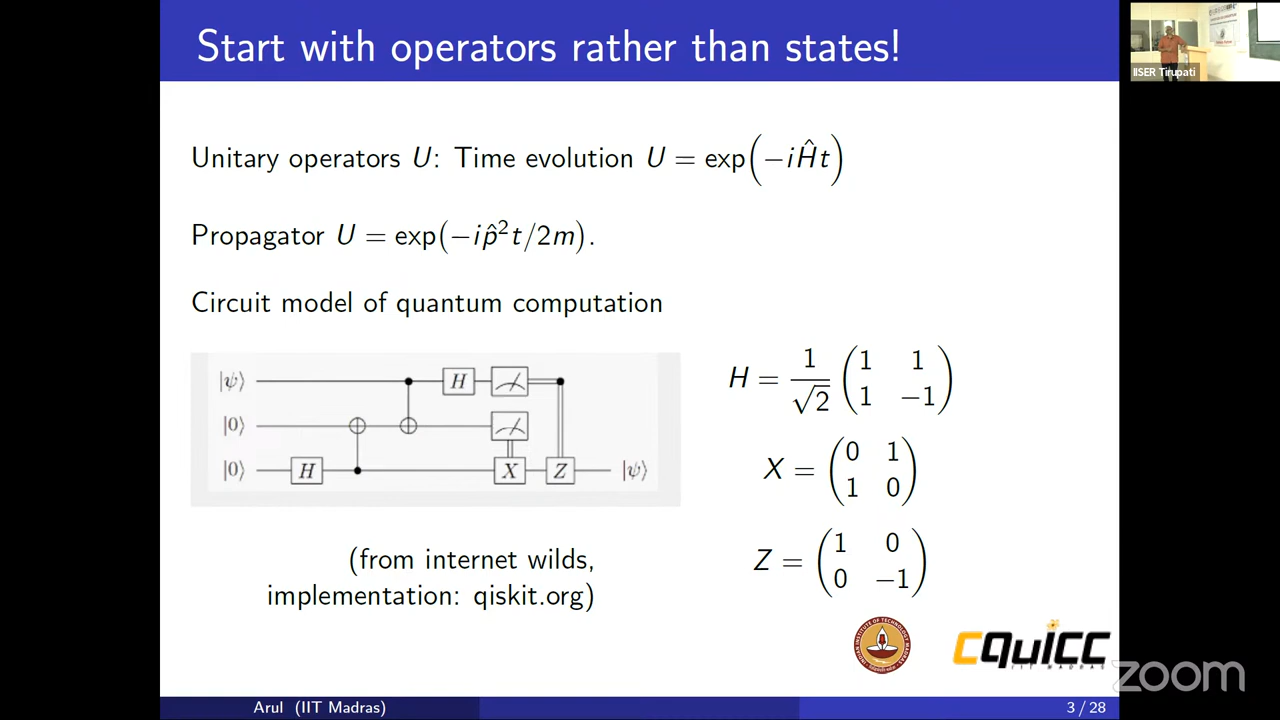 Start with operators rather than states!
IISER Tirupati
Unitary operators U: Time evolution U = exp(−iĤt)
Propagator U = exp(−ip̂²t/2m).
Circuit model of quantum computation
|ψ⟩ H
|0⟩
|0⟩ H X Z |ψ⟩
H = 1/√2 (1 1
1 −1)
X = (0 1
1 0)
Z = (1 0
0 −1)
(from internet wilds,
implementation: qiskit.org)
CQuICC
IIT MADRAS
zoom
Arul (IIT Madras)
3 / 28